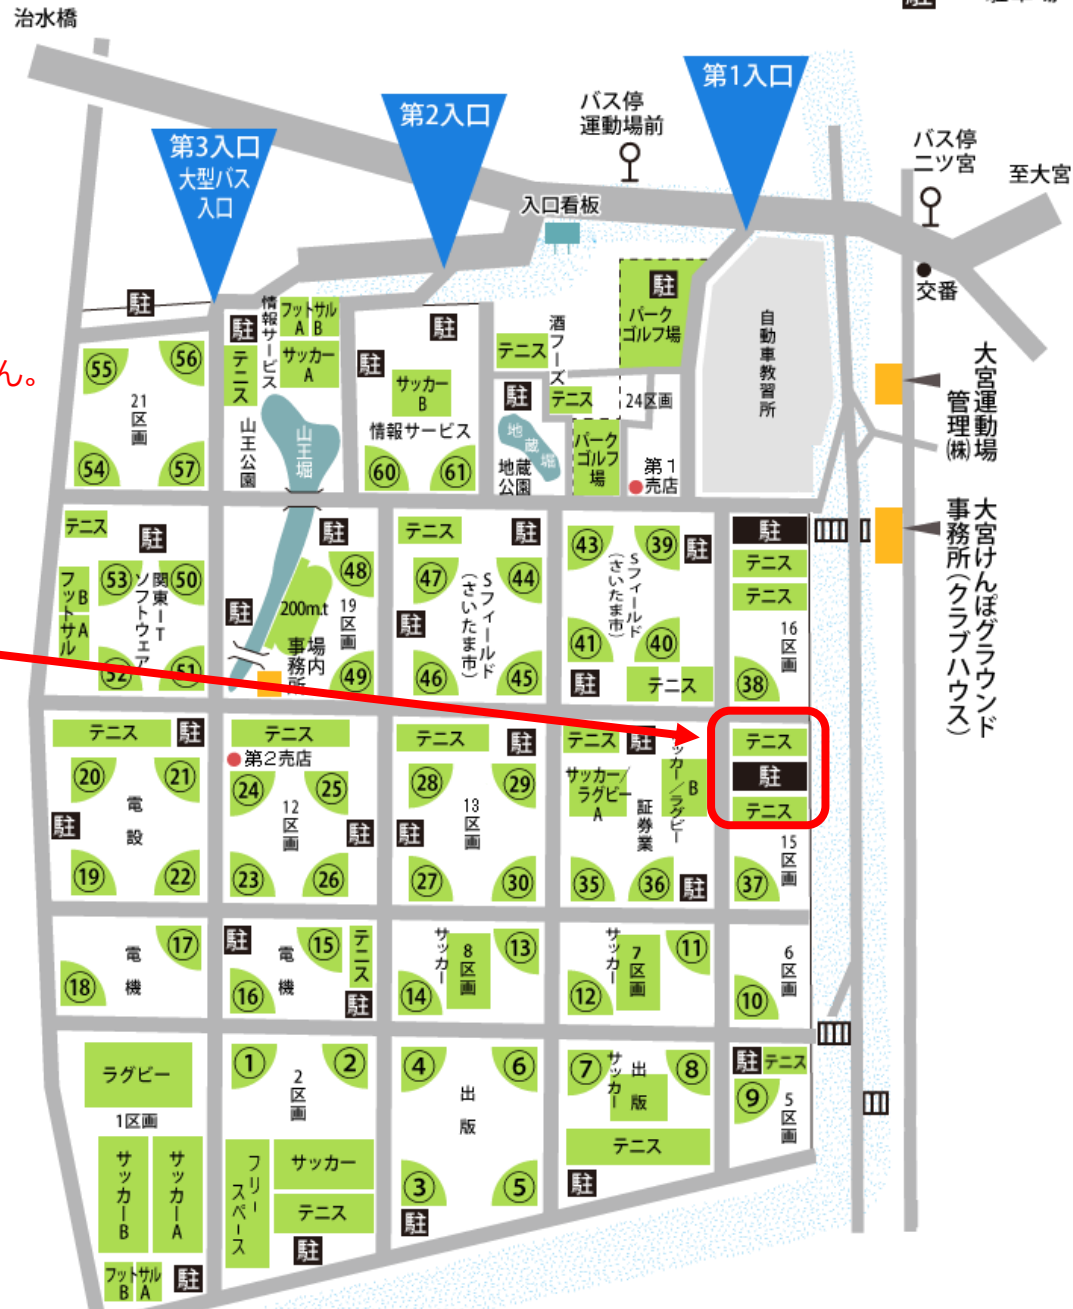 治水橋
駐
第1入口
第2入口
第3入口
大型バス
入口
バス停
運動場前
バス停
二ツ宮
至大宮
入口看板
交番
ん。
駐
駐
情報サービス
フットサル
A B
テニス
サッカー
A
山王公園
山王堀
駐
駐
サッカー
B
情報サービス
60
61
酒フーズ
テニス
駐
テニス
地蔵堀
地蔵
公園
駐
パーク
ゴルフ場
24区画
パーク
ゴルフ
場
第1
売店
自動車教習所
大宮運動場
管理㈱
大宮けんぽグラウンド
事務所(クラブハウス)
55
56
21
区
画
54
57
テニス
駐
フットサル
B
A
53
50
関東IT
ソフトウェア
52
51
駐
駐
48
200m.t
19
区
画
場内
事務所
49
テニス
駐
47
44
Sフィールド
(さいたま市)
駐
46
45
43
39
駐
Sフィールド
(さいたま市)
41
40
駐
テニス
駐
テニス
テニス
16
区
画
38
テニス
駐
20
21
電
設
駐
19
22
テニス
第2売店
24
25
12
区
画
駐
23
26
テニス
駐
28
29
13
区
画
駐
27
30
テニス
駐
サッカー/
ラグビー
A
ッカー/ラグビー
B
証券業
35
36
駐
テニス
駐
テニス
15
区
画
37
17
電
機
18
駐
15
テニス
電
機
16
駐
サッカー
8
区
画
13
14
サッカー
7
区
画
11
12
6
区
画
10
ラグビー
1区画
サッカーB
サッカーA
フットサル
B A
駐
1
2
2
区
画
フリースペース
サッカー
テニス
駐
4
6
出
版
3
5
駐
7
8
サッカー
出
版
テニス
駐
駐
テニス
9
5
区
画